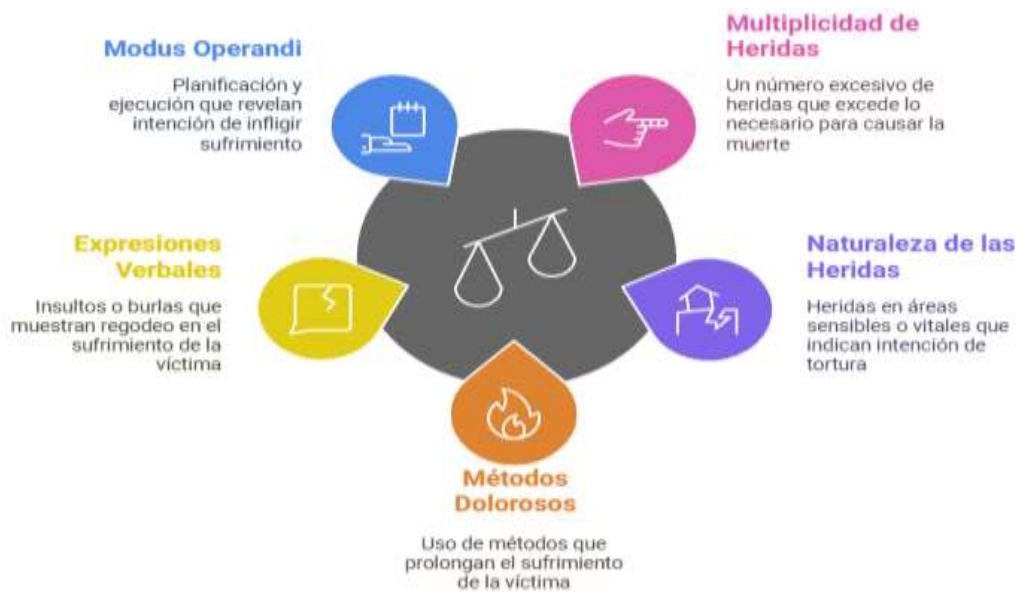 Modus Operandi
Planificación y
ejecución que revelan
intención de infligir
sufrimiento
Multiplicidad de
Heridas
Un número excesivo de
heridas que excede lo
necesario para causar la
muerte
Expresiones
Verbales
Insultos o burlas que
muestran regodeo en el
sufrimiento de la
víctima
Naturaleza de las
Heridas
Heridas en áreas
sensibles o vitales que
indican intención de
tortura
Métodos
Dolorosos
Uso de métodos que
prolongan el sufrimiento
de la víctima